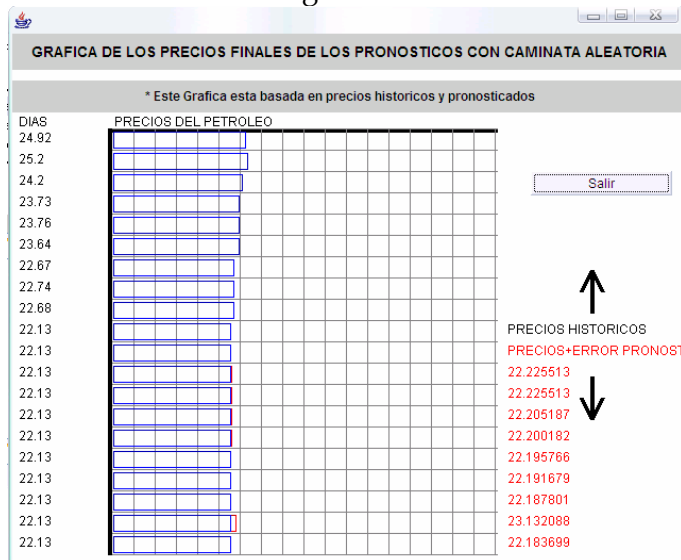 GRAFICA DE LOS PRECIOS FINALES DE LOS PRONOSTICOS CON CAMINATA ALEATORIA
* Este Grafica esta basada en precios historicos y pronosticados
DIAS PRECIOS DEL PETROLEO
24.92
25.2
24.2 Salir
23.73
23.76
23.64
22.67
22.74
22.68
22.13 PRECIOS HISTORICOS
22.13 PRECIOS+ERROR PRONOST
22.13 22.225513
22.13 22.225513
22.13 22.205187
22.13 22.200182
22.13 22.195766
22.13 22.191679
22.13 22.187801
22.13 23.132088
22.13 22.183699